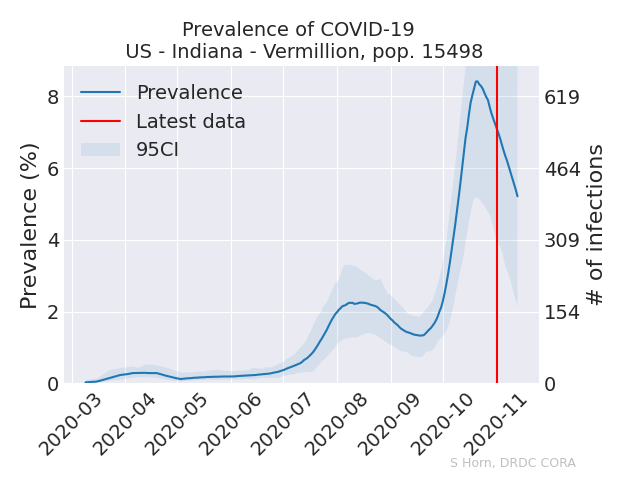 Prevalence of COVID-19
US - Indiana - Vermillion, pop. 15498
Prevalence
Latest data
95CI
Prevalence (%)
8
6
4
2
0
619
464
309
154
0
# of infections
2020-03
2020-04
2020-05
2020-06
2020-07
2020-08
2020-09
2020-10
2020-11
S Horn, DRDC CORA